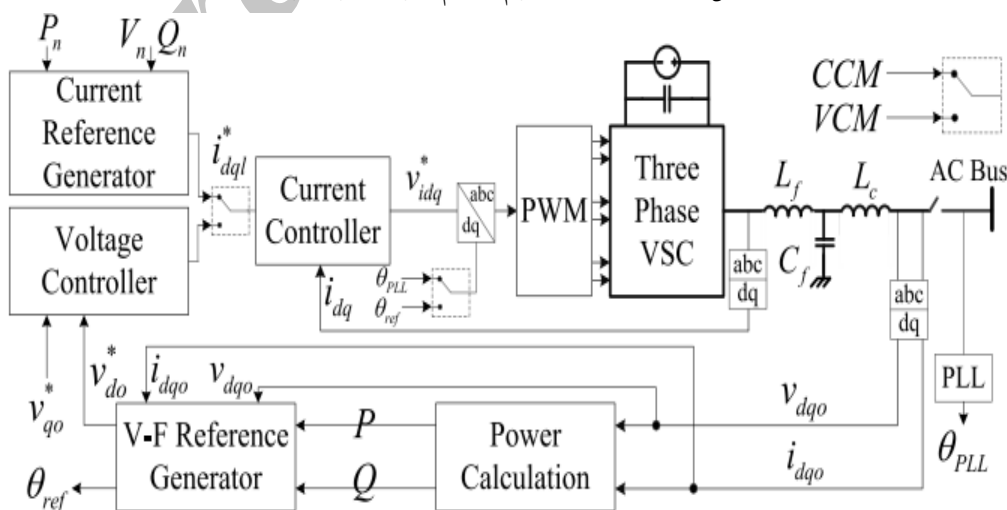 P_n
V_n Q_n
Current
Reference
Generator
i*_dql
Voltage
Controller
Current
Controller
v*_idq
abc
dq
θ_PLL
θ_ref
i_dq
PWM
Three
Phase
VSC
abc
dq
L_f
C_f
L_c
CCM
VCM
AC Bus
abc
dq
PLL
θ_PLL
v*_qo
v*_do
i_dqo
v_dqo
V-F Reference
Generator
θ_ref
P
Q
Power
Calculation
v_dqo
i_dqo